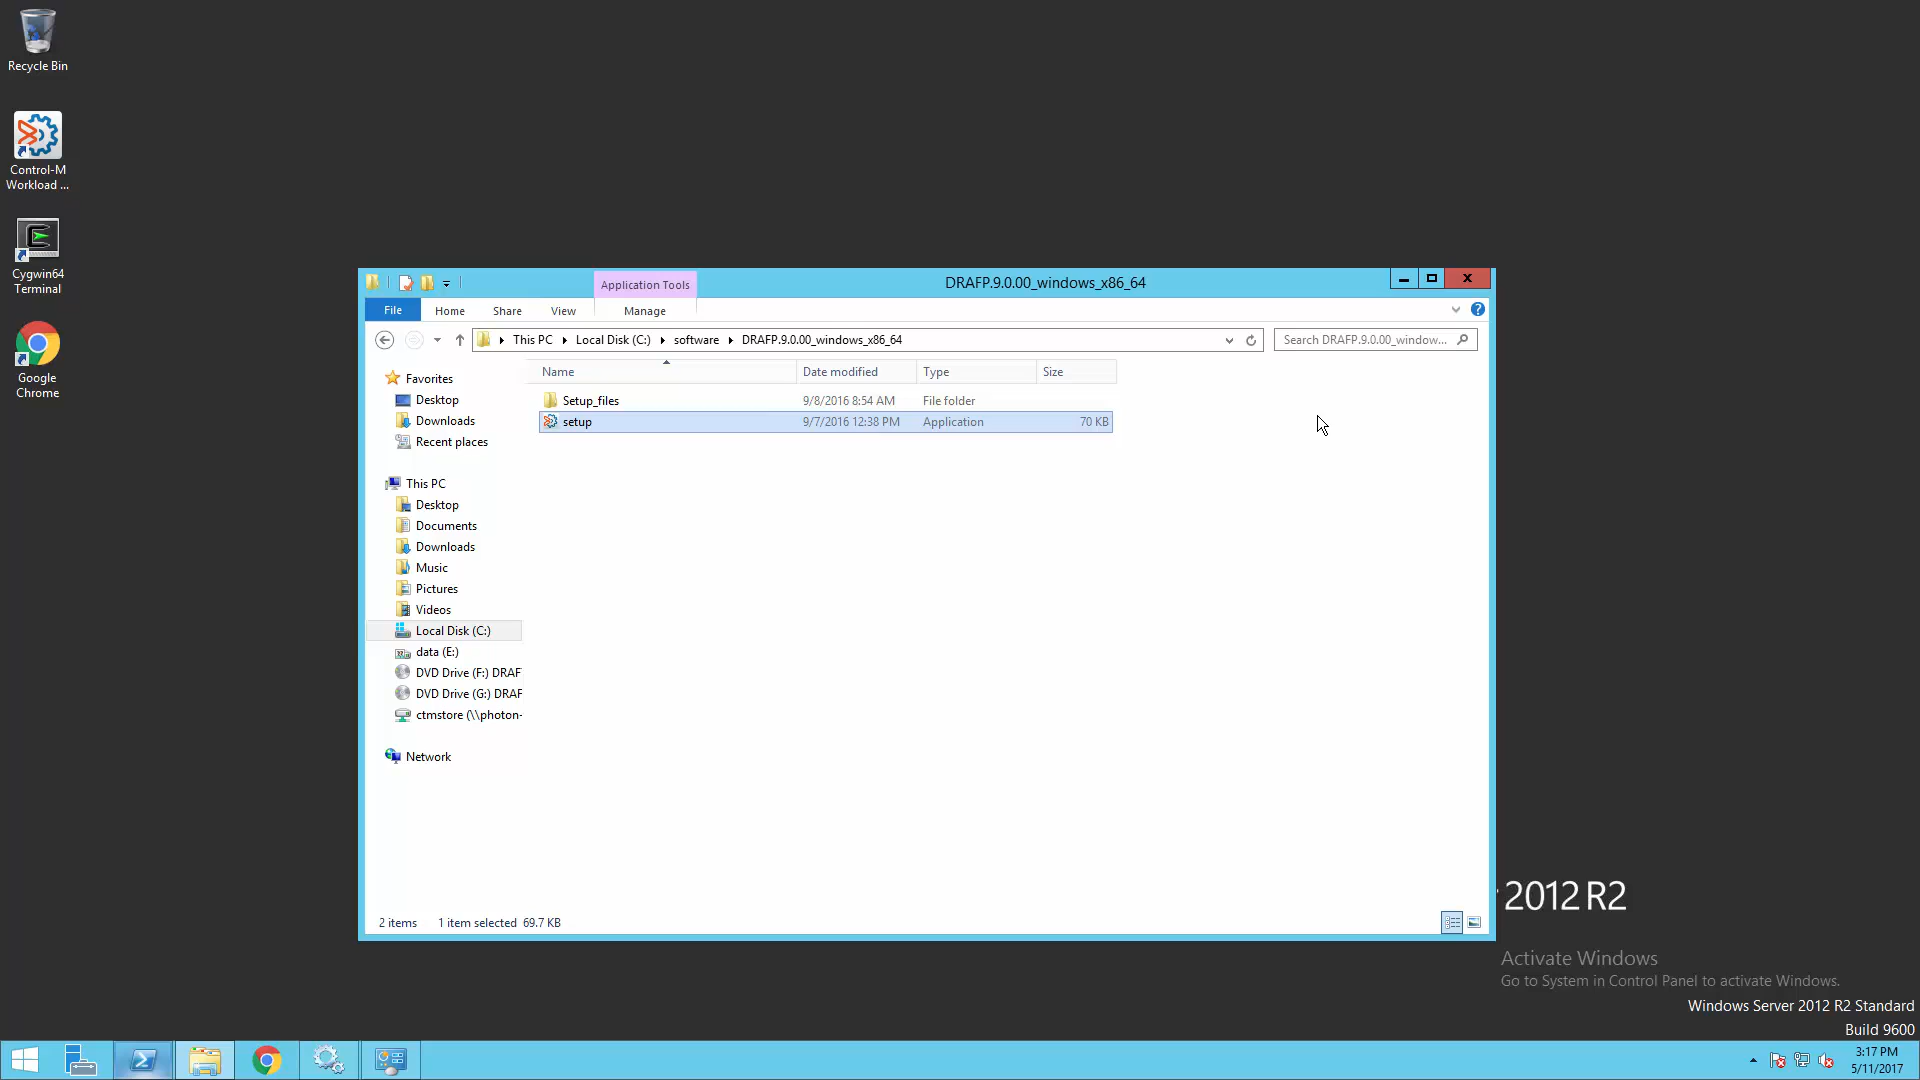 Recycle Bin
Control-M
Workload ...
Cygwin64
Terminal
Google
Chrome
Application Tools
DRAFP.9.0.00_windows_x86_64
File
Home
Share
View
Manage
This PC
Local Disk (C:)
software
DRAFP.9.0.00_windows_x86_64
Search DRAFP.9.0.00_window...
Name
Date modified
Type
Size
Setup_files
9/8/2016 8:54 AM
File folder
setup
9/7/2016 12:38 PM
Application
70 KB
Favorites
Desktop
Downloads
Recent places
This PC
Desktop
Documents
Downloads
Music
Pictures
Videos
Local Disk (C:)
data (E:)
DVD Drive (F:) DRAF
DVD Drive (G:) DRAF
ctmstore (\\photon-
Network
2 items
1 item selected 69.7 KB
2012 R2
Activate Windows
Go to System in Control Panel to activate Windows.
Windows Server 2012 R2 Standard
Build 9600
3:17 PM
5/11/2017